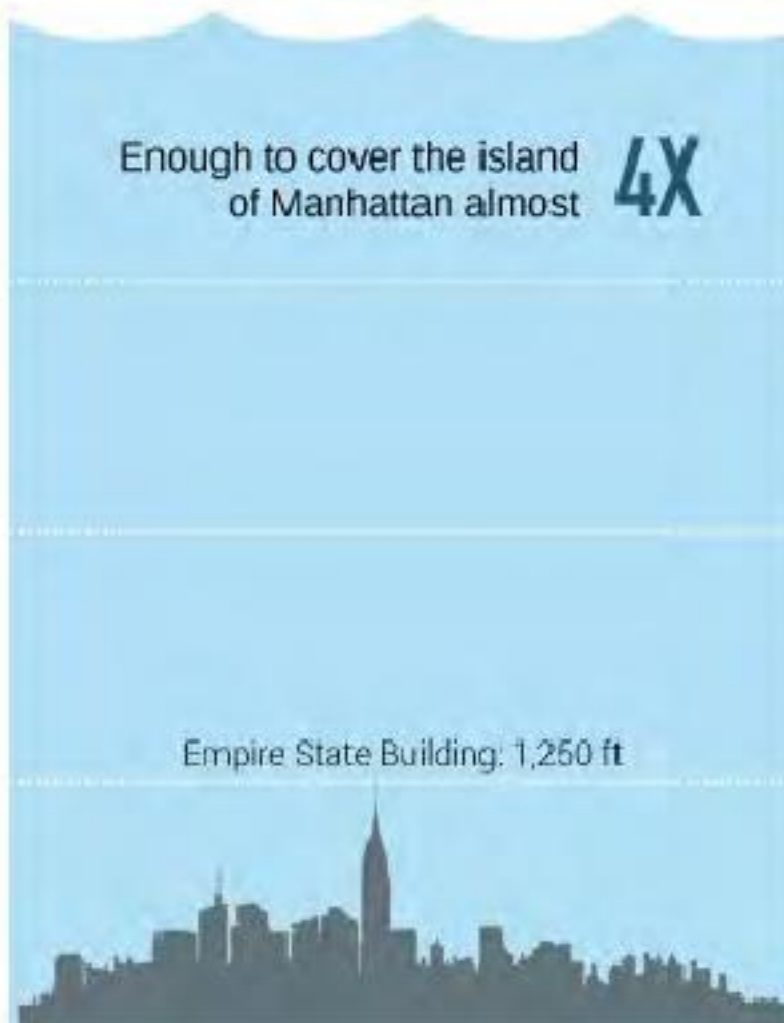 Enough to cover the island
of Manhattan almost
4X
Empire State Building: 1,250 ft